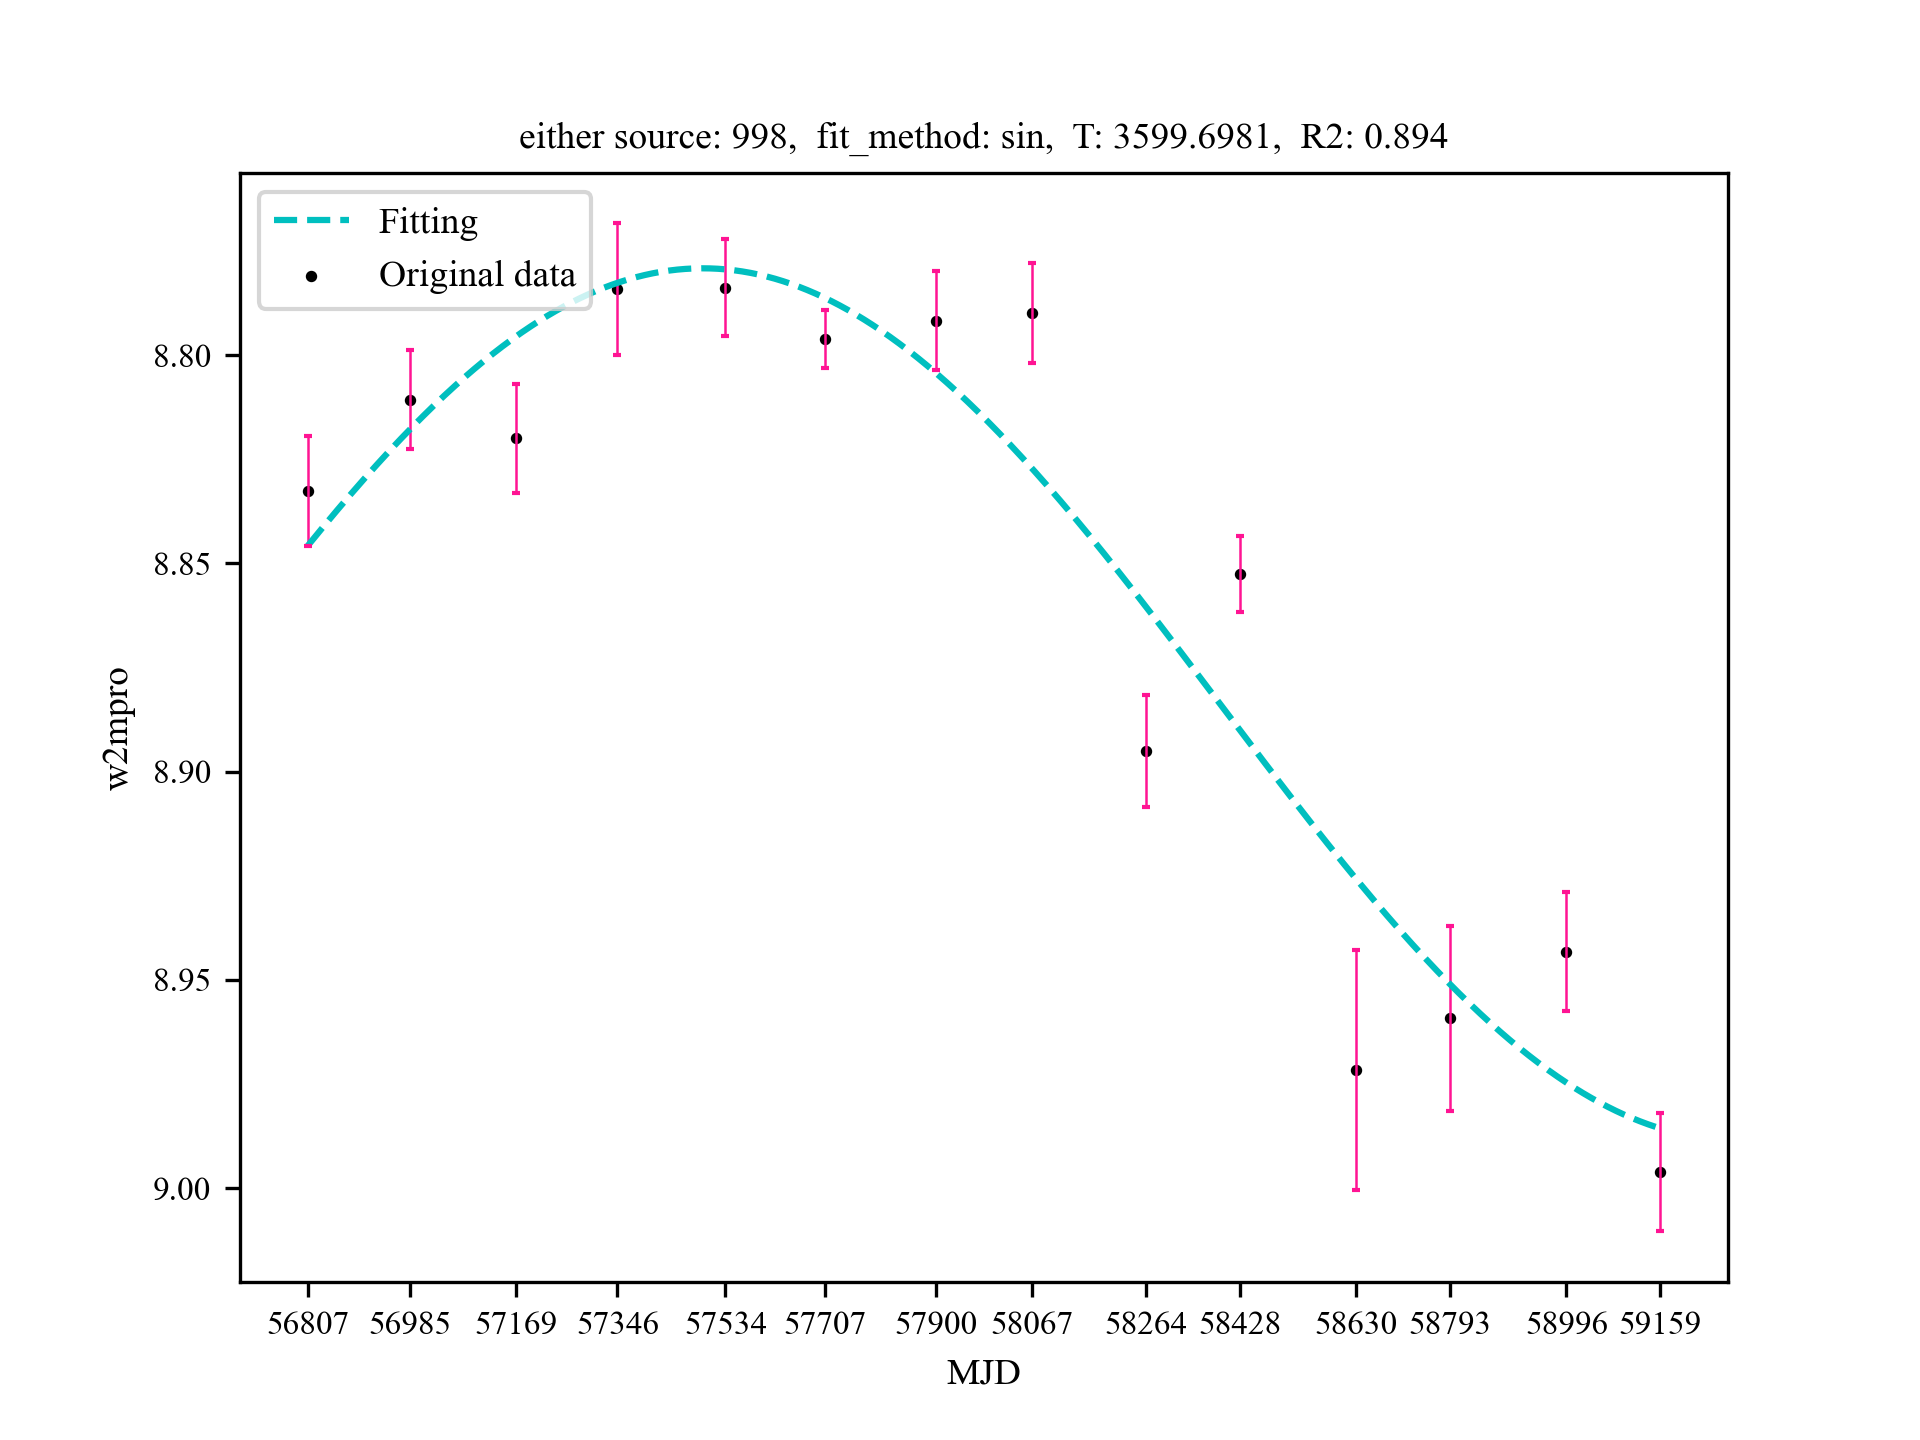 either source: 998,  fit_method: sin,  T: 3599.6981,  R2: 0.894
Fitting
Original data
8.80
8.85
8.90
8.95
9.00
w2mpro
56807 56985 57169 57346 57534 57707 57900 58067 58264 58428 58630 58793 58996 59159
MJD